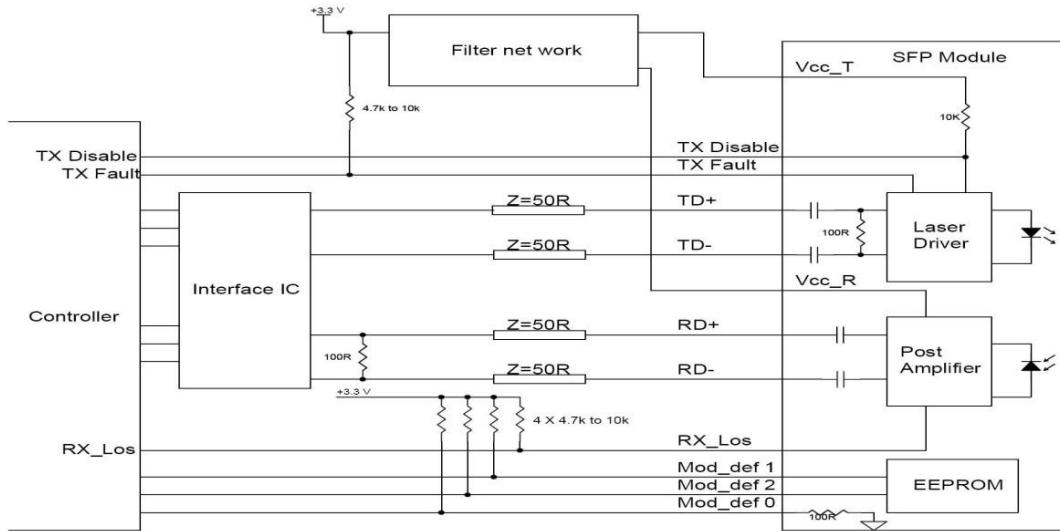 +3.3 V
Filter net work
SFP Module
Vcc_T
4.7k to 10k
10K
TX Disable
TX Disable
TX Fault
TX Fault
Z=50R
TD+
100R
Laser
Driver
Z=50R
TD-
Interface IC
Vcc_R
Controller
Z=50R
RD+
100R
Post
Amplifier
Z=50R
RD-
+3.3 V
4 X 4.7k to 10k
RX_Los
RX_Los
Mod_def 1
Mod_def 2
EEPROM
Mod_def 0
100R